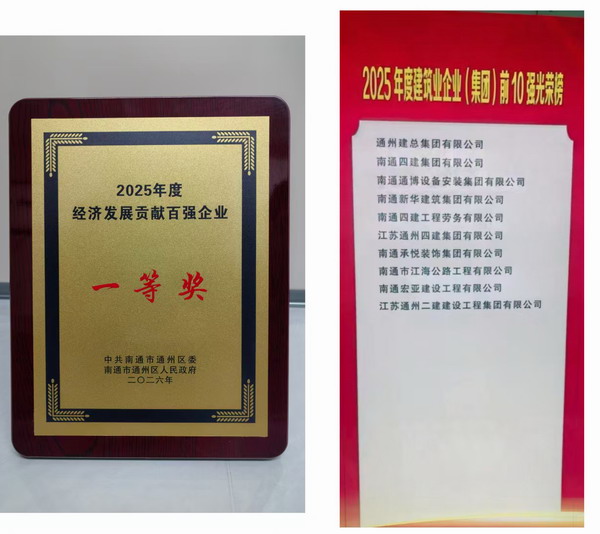 2025年度
经济发展贡献百强企业
一等奖
中共南通市通州区委
南通市通州区人民政府
二〇二六年
2025年度建筑业企业（集团）前10强光荣榜
通州建总集团有限公司
南通四建集团有限公司
南通通博设备安装集团有限公司
南通新华建筑集团有限公司
南通四建工程劳务有限公司
江苏通州四建集团有限公司
南通承悦装饰集团有限公司
南通市江海公路工程有限公司
南通宏亚建设工程有限公司
江苏通州二建建设工程集团有限公司